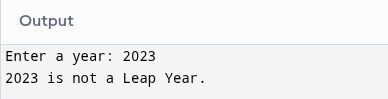 Output
Enter a year: 2023
2023 is not a Leap Year.